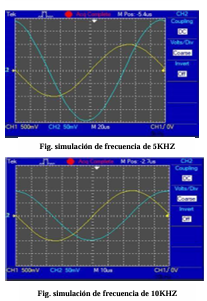 Tek Acq Complete M Pos: -5.4us CH2
Coupling
DC
Volts/Div
Coarse
Invert
Off
2
CH1 500mV CH2 50mV M 20us CH1/ 0V
Fig. simulación de frecuencia de 5KHZ
Tek Acq Complete M Pos: -2.7us CH2
Coupling
DC
Volts/Div
Coarse
Invert
Off
2
CH1 500mV CH2 50mV M 10us CH1/ 0V
Fig. simulación de frecuencia de 10KHZ